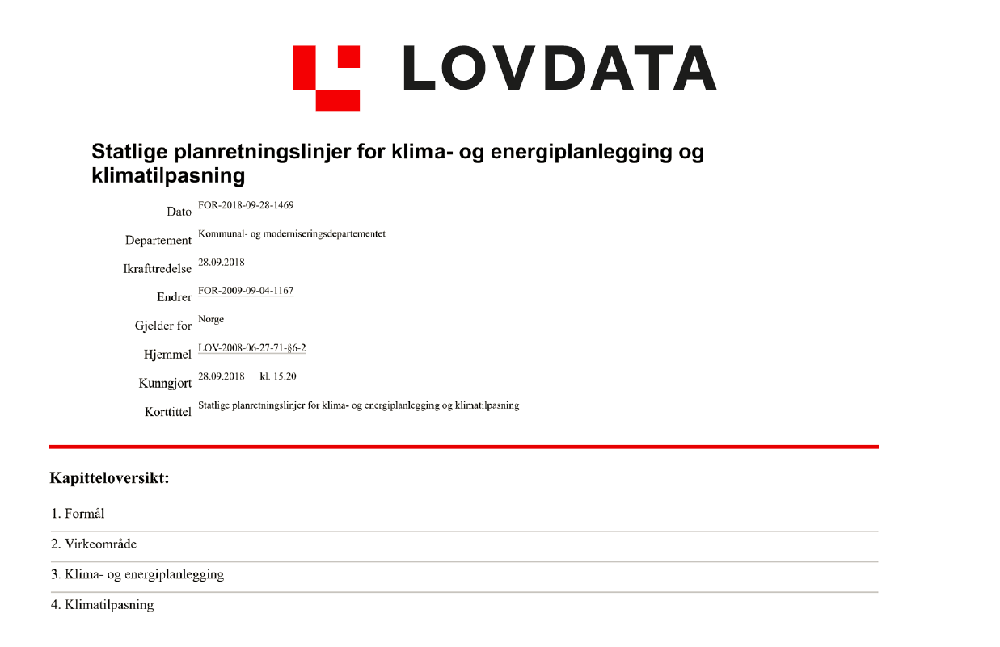 LOVDATA
Statlige planretningslinjer for klima- og energiplanlegging og
klimatilpasning
Dato FOR-2018-09-28-1469
Departement Kommunal- og moderniseringsdepartementet
Ikrafttredelse 28.09.2018
Endrer FOR-2009-09-04-1167
Gjelder for Norge
Hjemmel LOV-2008-06-27-71-§6-2
Kunngjort 28.09.2018 kl. 15.20
Korttittel Statlige planretningslinjer for klima- og energiplanlegging og klimatilpasning
Kapitteloversikt:
1. Formål
2. Virkeområde
3. Klima- og energiplanlegging
4. Klimatilpasning